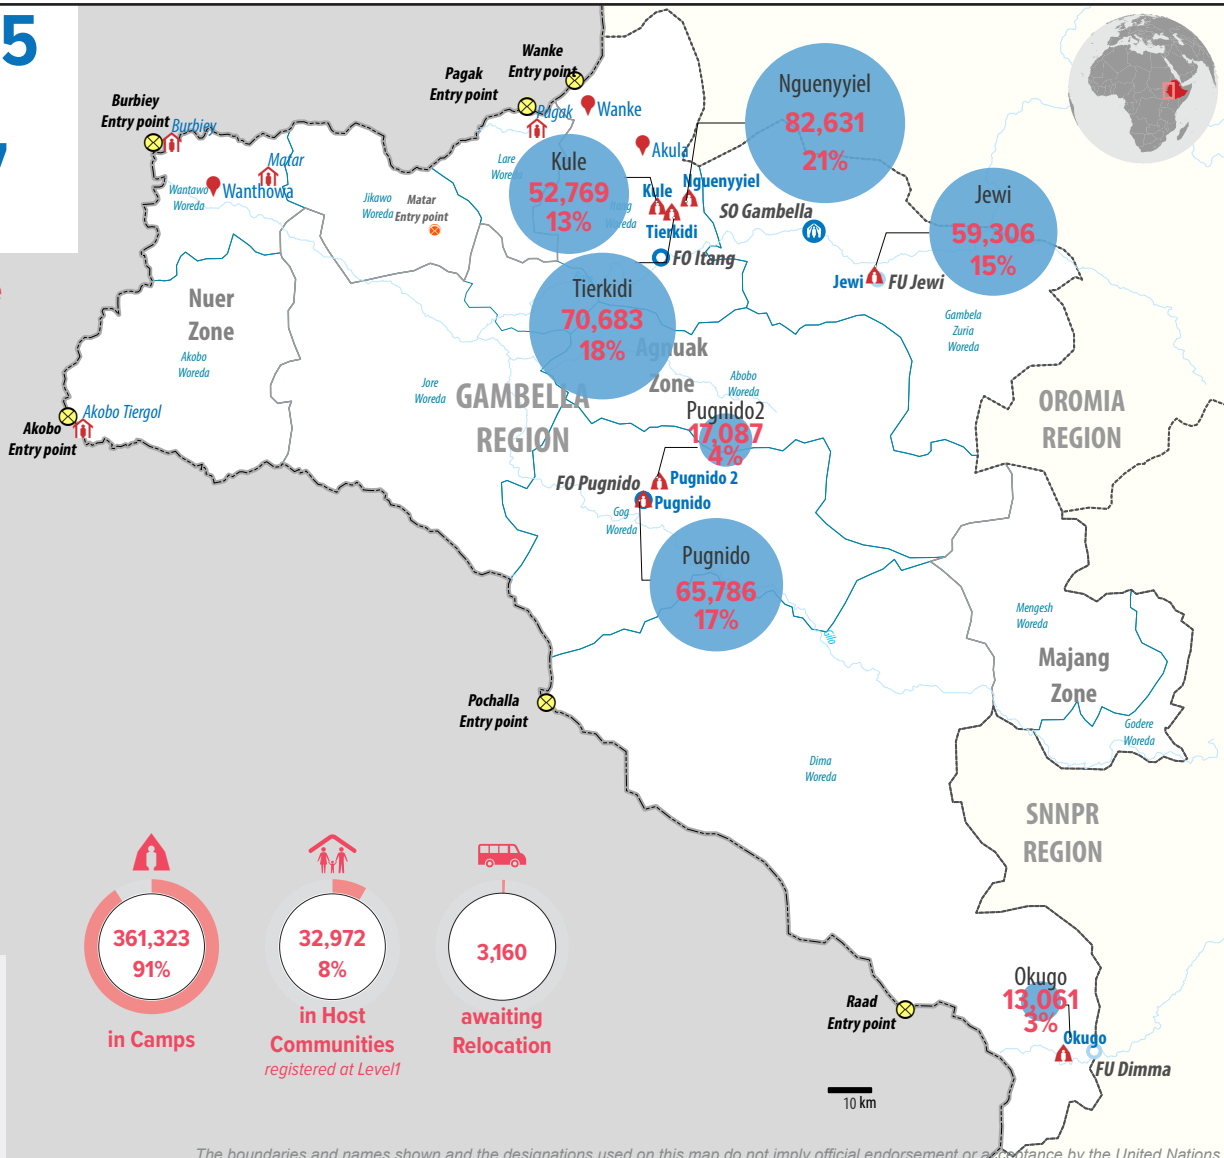 5
7
e
Wanke
Entry point
Pagak
Entry point
Burbiey
Entry point
Burbiey
Pagak
Wanke
Akula
Matar
Wantawo
Woreda
Wanthowa
Lare
Woreda
Jikawo
Woreda
Matar
Entry point
Kule
52,769
13%
Itang
Woreda
Nguenyyiel
82,631
21%
Kule
Nguenyyiel
Tierkidi
SO Gambella
FO Itang
Jewi
59,306
15%
Jewi
FU Jewi
Tierkidi
70,683
18%
Nuer
Zone
Akobo
Woreda
Gambela
Zuria
Woreda
Agnuak
Zone
Jore
Woreda
GAMBELLA
REGION
Abobo
Woreda
OROMIA
REGION
Akobo Tiergol
Akobo
Entry point
Pugnido2
17,087
4%
FO Pugnido
Pugnido 2
Pugnido
Gog
Woreda
Pugnido
65,786
17%
Gilo
Mengesh
Woreda
Majang
Zone
Godere
Woreda
Pochalla
Entry point
Dima
Woreda
SNNPR
REGION
361,323
91%
in Camps
32,972
8%
in Host
Communities
registered at Level1
3,160
awaiting
Relocation
Raad
Entry point
Okugo
13,061
3%
Okugo
FU Dimma
10 km
The boundaries and names shown and the designations used on this map do not imply official endorsement or acceptance by the United Nations